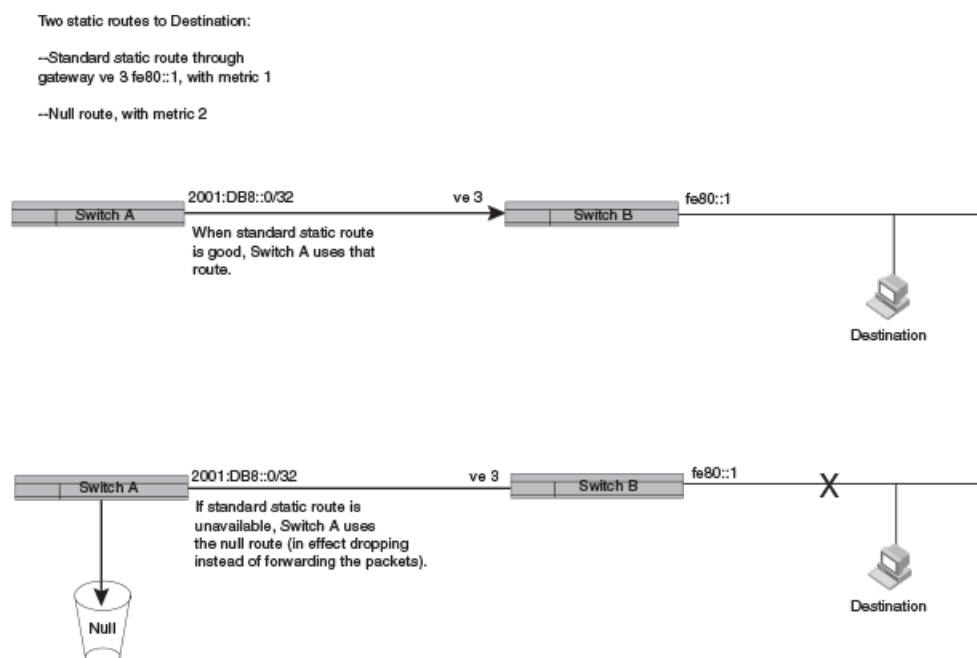 Two static routes to Destination:
--Standard static route through
gateway ve 3 fe80::1, with metric 1
--Null route, with metric 2
2001:DB8::0/32
ve 3
fe80::1
Switch A
Switch B
When standard static route
is good, Switch A uses that
route.
Destination
2001:DB8::0/32
ve 3
fe80::1
X
Switch A
Switch B
If standard static route is
unavailable, Switch A uses
the null route (in effect dropping
instead of forwarding the packets).
Destination
Null